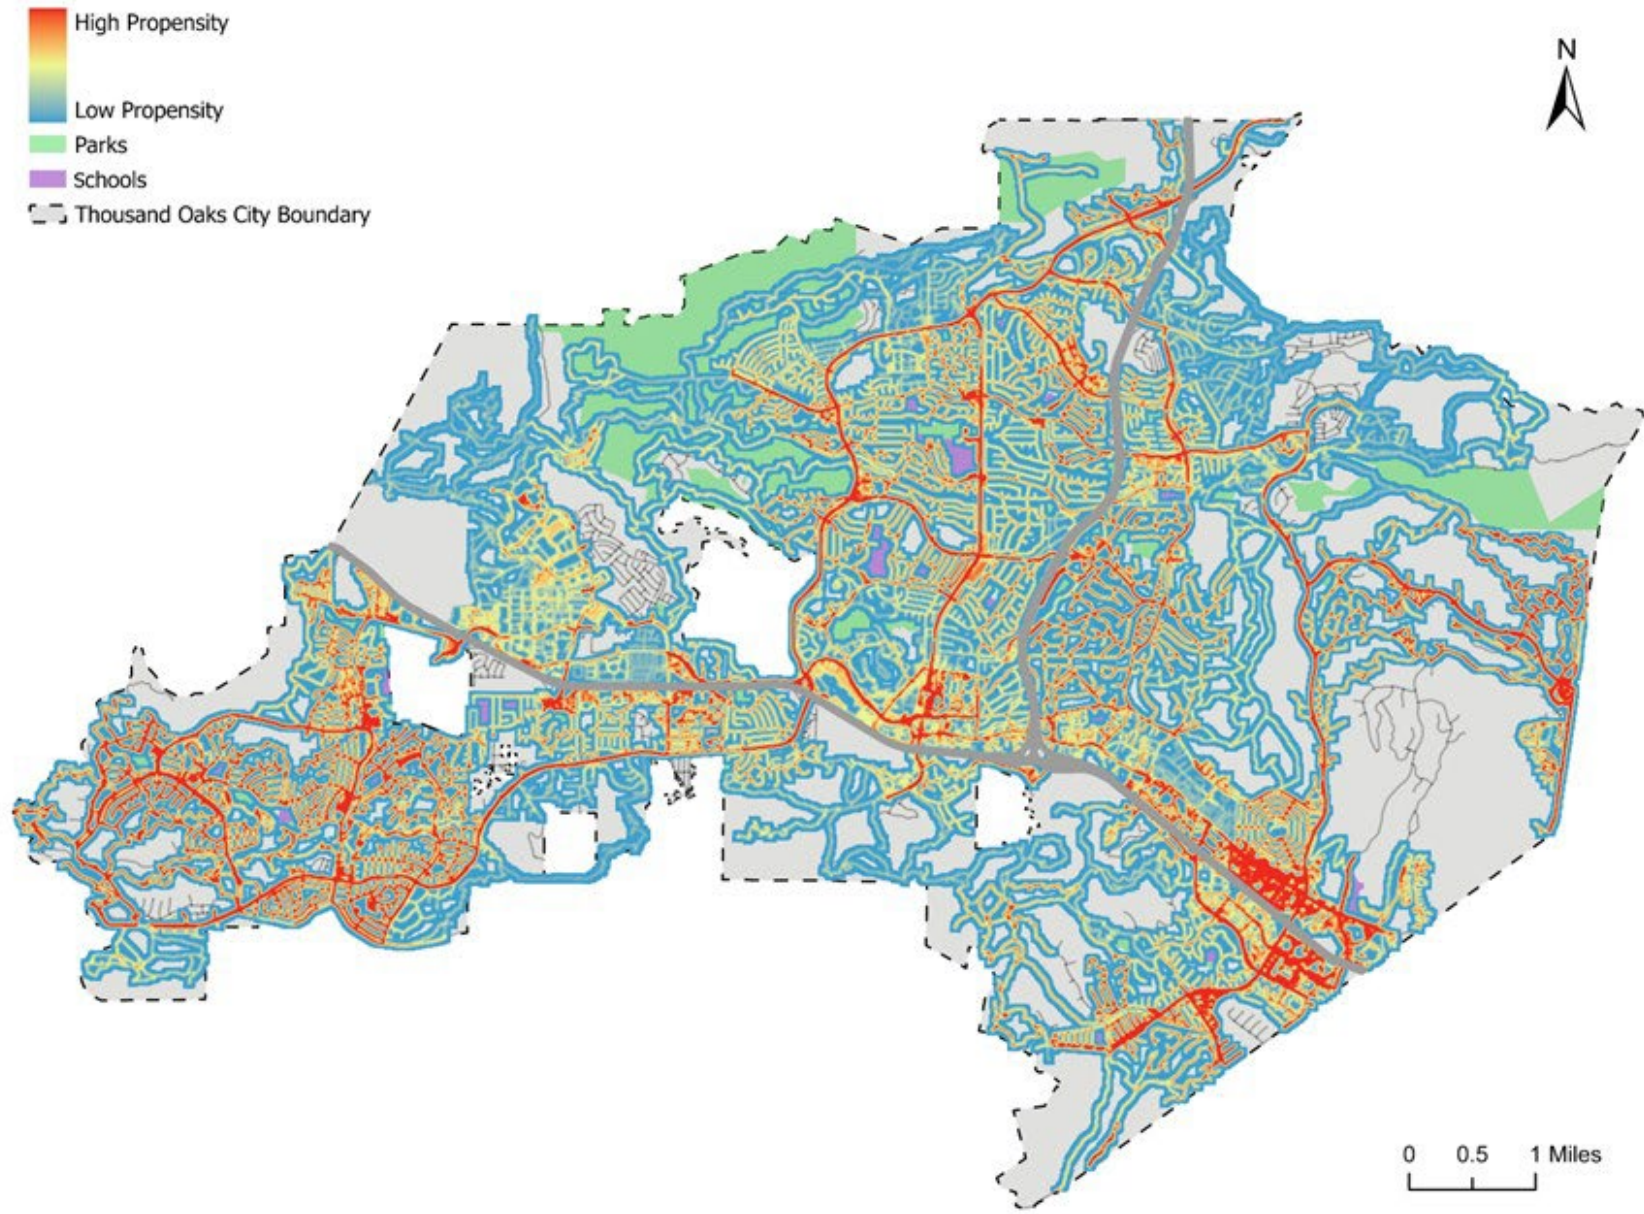 High Propensity
Low Propensity
Parks
Schools
Thousand Oaks City Boundary
N
0 0.5 1 Miles